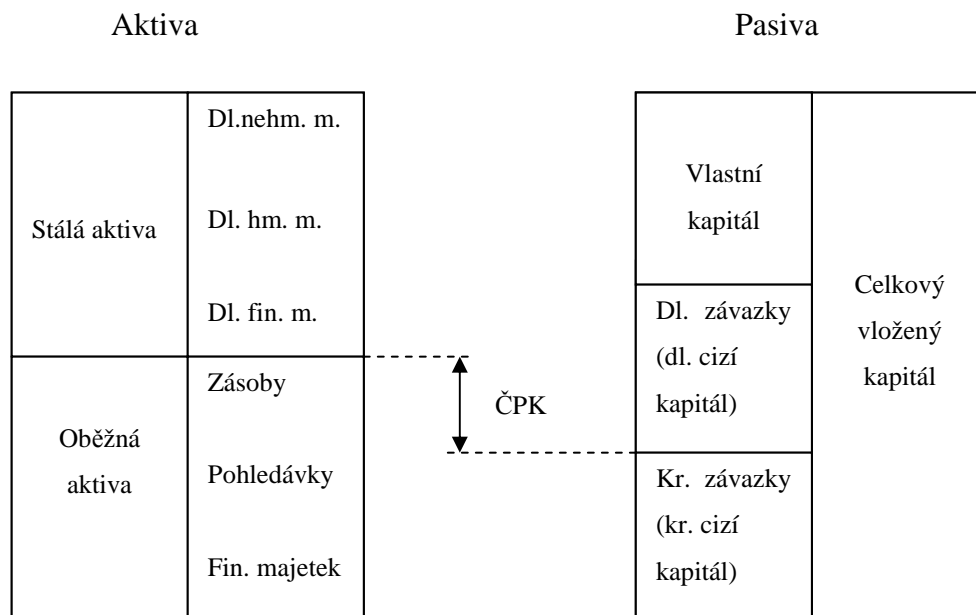 Aktiva
Pasiva
Stálá aktiva
Dl.nehm. m.
Dl. hm. m.
Dl. fin. m.
Oběžná
aktiva
Zásoby
Pohledávky
Fin. majetek
ČPK
Vlastní
kapitál
Dl. závazky
(dl. cizí
kapitál)
Kr. závazky
(kr. cizí
kapitál)
Celkový
vložený
kapitál